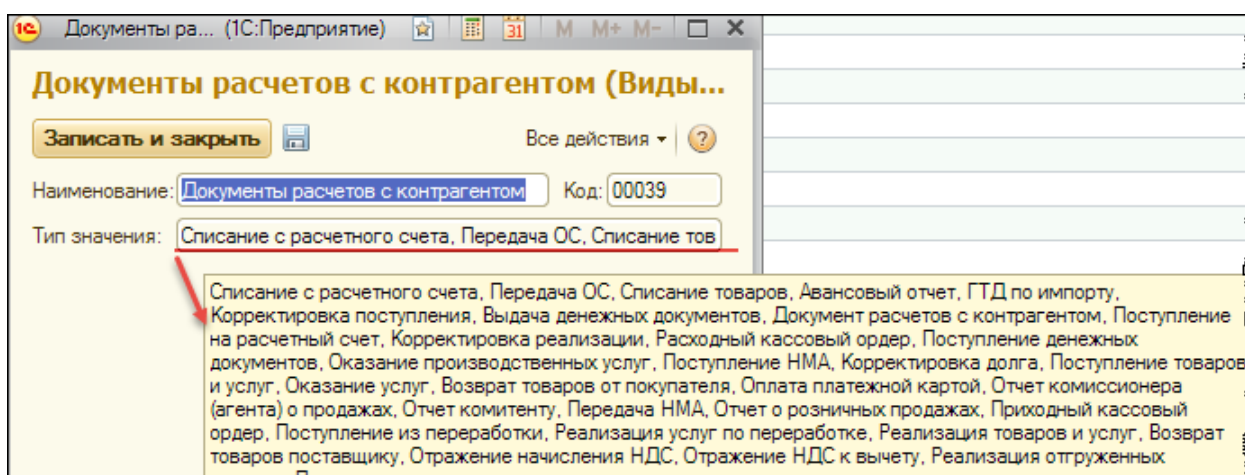 Документы ра... (1С:Предприятие) 31 M M+ M-
Документы расчетов с контрагентом (Виды...
Записать и закрыть Все действия ?
Наименование: Документы расчетов с контрагентом Код: 00039
Тип значения: Списание с расчетного счета, Передача ОС, Списание тов
Списание с расчетного счета, Передача ОС, Списание товаров, Авансовый отчет, ГТД по импорту,
Корректировка поступления, Выдача денежных документов, Документ расчетов с контрагентом, Поступление
на расчетный счет, Корректировка реализации, Расходный кассовый ордер, Поступление денежных
документов, Оказание производственных услуг, Поступление НМА, Корректировка долга, Поступление товаров
и услуг, Оказание услуг, Возврат товаров от покупателя, Оплата платежной картой, Отчет комиссионера
(агента) о продажах, Отчет комитенту, Передача НМА, Отчет о розничных продажах, Приходный кассовый
ордер, Поступление из переработки, Реализация услуг по переработке, Реализация товаров и услуг, Возврат
товаров поставщику, Отражение начисления НДС, Отражение НДС к вычету, Реализация отгруженных